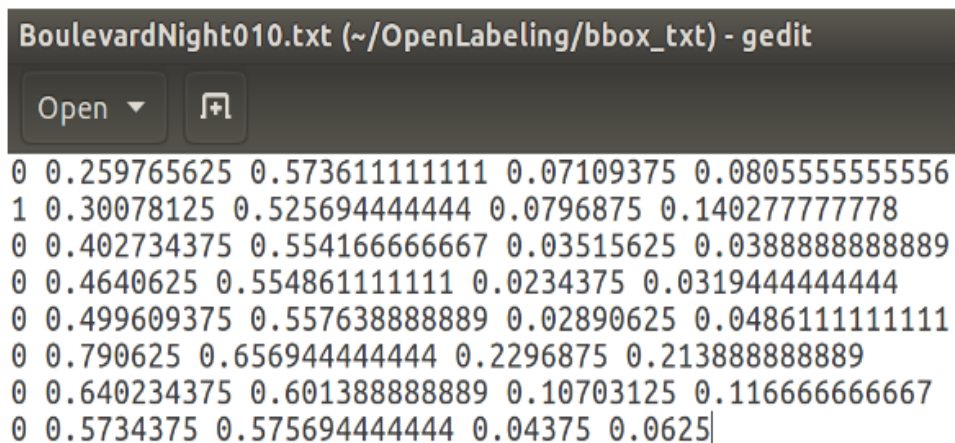 BoulevardNight010.txt (~/OpenLabeling/bbox_txt) - gedit
Open
0 0.259765625 0.573611111111 0.07109375 0.0805555555556
1 0.30078125 0.525694444444 0.0796875 0.140277777778
0 0.402734375 0.554166666667 0.03515625 0.0388888888889
0 0.4640625 0.554861111111 0.0234375 0.0319444444444
0 0.499609375 0.557638888889 0.02890625 0.0486111111111
0 0.790625 0.656944444444 0.2296875 0.213888888889
0 0.640234375 0.601388888889 0.10703125 0.116666666667
0 0.5734375 0.575694444444 0.04375 0.0625